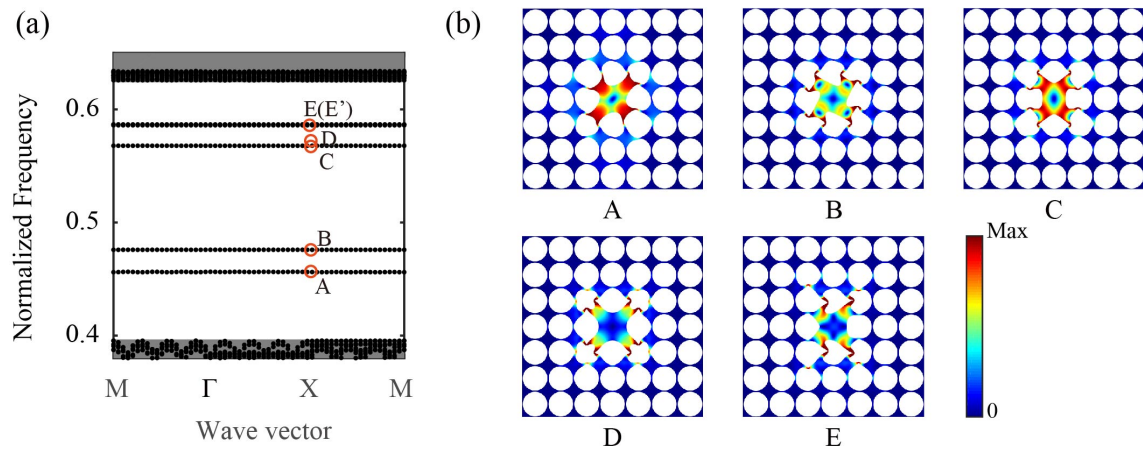 (a)
Normalized Frequency
0.6
0.5
0.4
E(E’)
D
C
B
A
M Γ X M
Wave vector
(b)
A B C
D E
Max
0